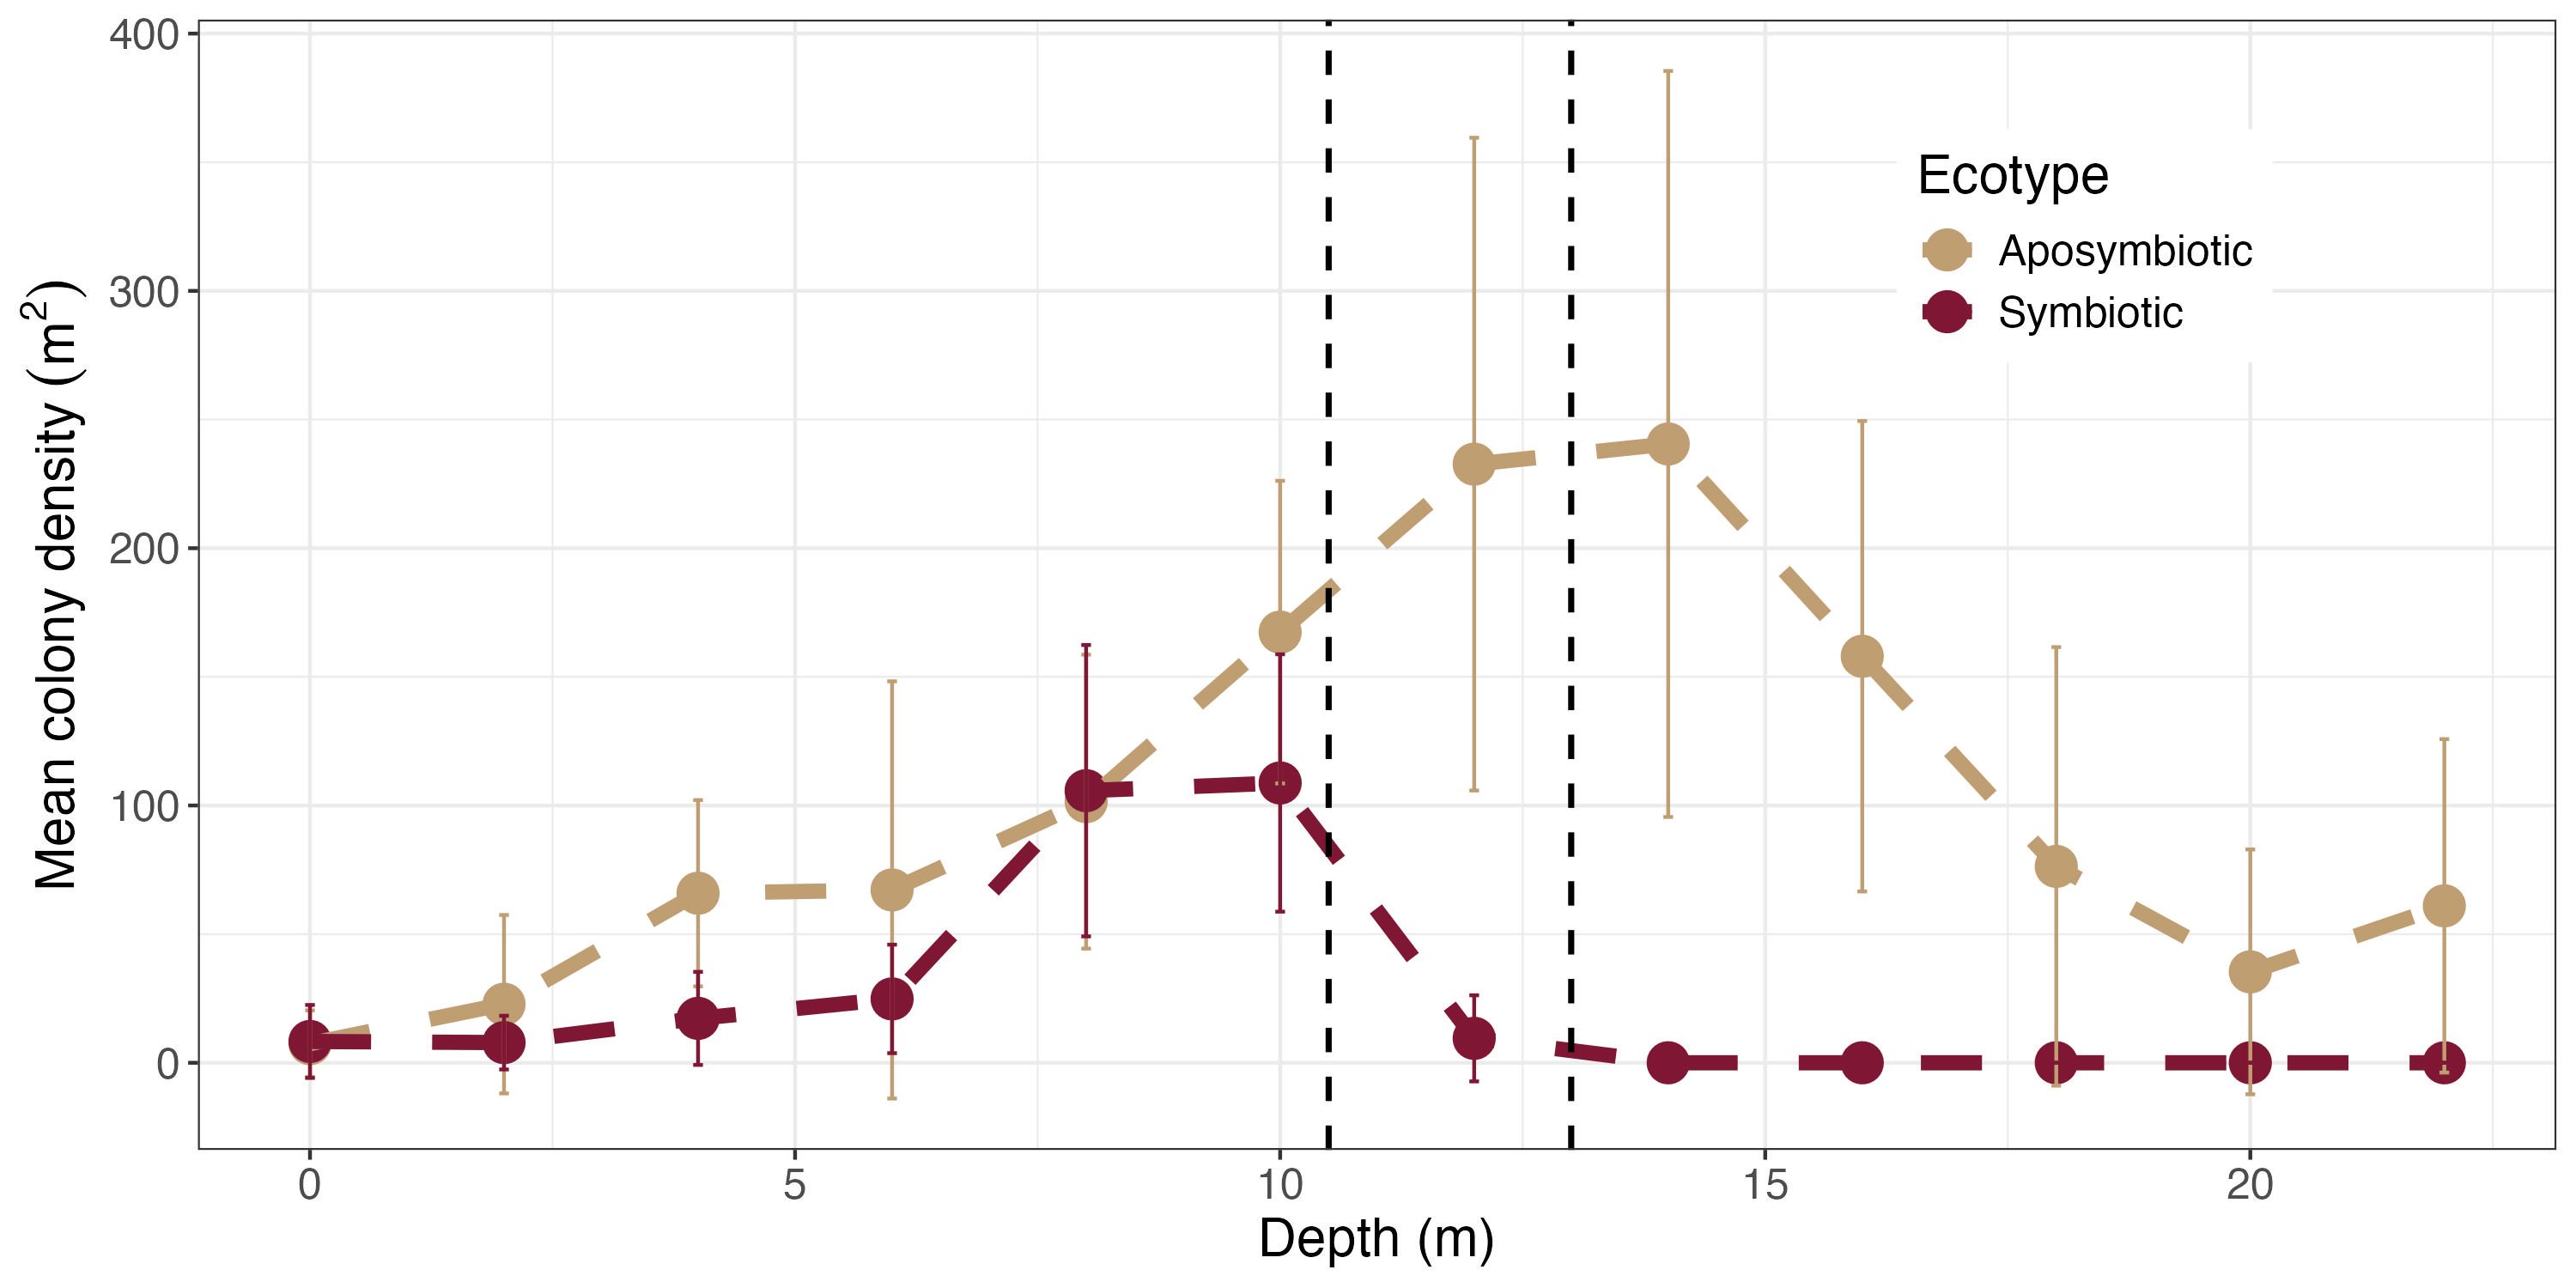 Mean colony density (m²)
400
300
200
100
0
Ecotype
Aposymbiotic
Symbiotic
0 5 10 15 20
Depth (m)